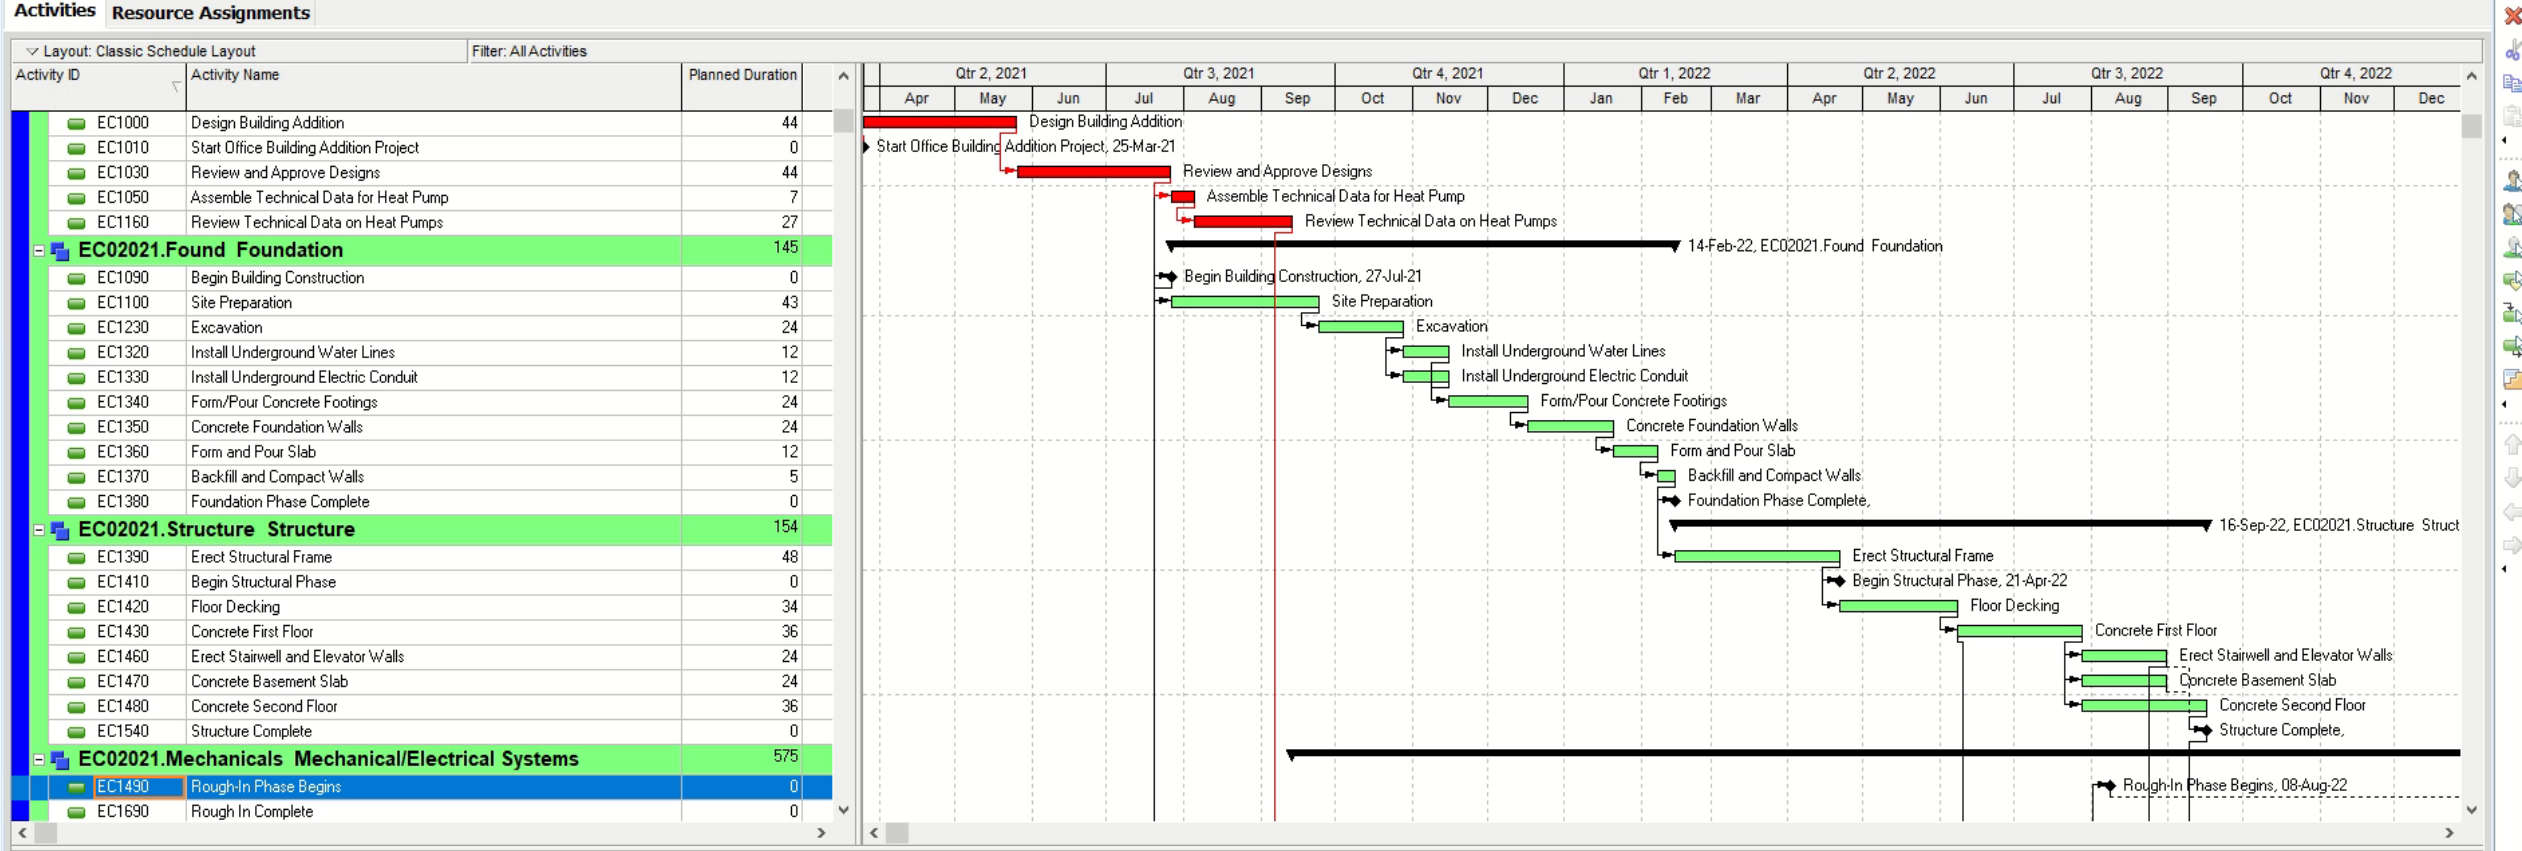 Activities Resource Assignments
Layout: Classic Schedule Layout Filter: All Activities
Activity ID Activity Name Planned Duration Qtr 2, 2021 Qtr 3, 2021 Qtr 4, 2021 Qtr 1, 2022 Qtr 2, 2022 Qtr 3, 2022 Qtr 4, 2022
Apr May Jun Jul Aug Sep Oct Nov Dec Jan Feb Mar Apr May Jun Jul Aug Sep Oct Nov Dec
EC1000 Design Building Addition 44 Design Building Addition
EC1010 Start Office Building Addition Project 0 Start Office Building Addition Project, 25-Mar-21
EC1030 Review and Approve Designs 44 Review and Approve Designs
EC1050 Assemble Technical Data for Heat Pump 7 Assemble Technical Data for Heat Pump
EC1160 Review Technical Data on Heat Pumps 27 Review Technical Data on Heat Pumps
EC02021.Found Foundation 145 14-Feb-22, EC02021.Found Foundation
EC1090 Begin Building Construction 0 Begin Building Construction, 27-Jul-21
EC1100 Site Preparation 43 Site Preparation
EC1230 Excavation 24 Excavation
EC1320 Install Underground Water Lines 12 Install Underground Water Lines
EC1330 Install Underground Electric Conduit 12 Install Underground Electric Conduit
EC1340 Form/Pour Concrete Footings 24 Form/Pour Concrete Footings
EC1350 Concrete Foundation Walls 24 Concrete Foundation Walls
EC1360 Form and Pour Slab 12 Form and Pour Slab
EC1370 Backfill and Compact Walls 5 Backfill and Compact Walls
EC1380 Foundation Phase Complete 0 Foundation Phase Complete,
EC02021.Structure Structure 154 16-Sep-22, EC02021.Structure Struct
EC1390 Erect Structural Frame 48 Erect Structural Frame
EC1410 Begin Structural Phase 0 Begin Structural Phase, 21-Apr-22
EC1420 Floor Decking 34 Floor Decking
EC1430 Concrete First Floor 36 Concrete First Floor
EC1460 Erect Stairwell and Elevator Walls 24 Erect Stairwell and Elevator Walls
EC1470 Concrete Basement Slab 24 Concrete Basement Slab
EC1480 Concrete Second Floor 36 Concrete Second Floor
EC1540 Structure Complete 0 Structure Complete,
EC02021.Mechanicals Mechanical/Electrical Systems 575
EC1490 Rough-In Phase Begins 0 Rough-In Phase Begins, 08-Aug-22
EC1690 Rough In Complete 0